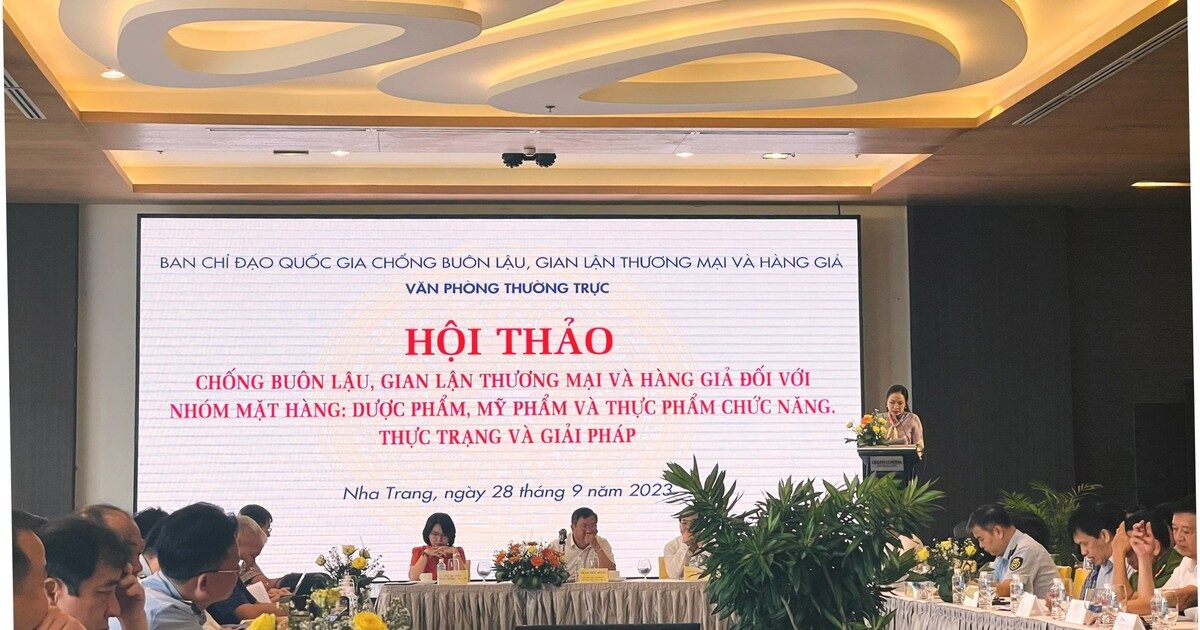 BAN CHỈ ĐẠO QUỐC GIA CHỐNG BUÔN LẬU, GIAN LẬN THƯƠNG MẠI VÀ HÀNG GIẢ
VĂN PHÒNG THƯỜNG TRỰC
HỘI THẢO
CHỐNG BUÔN LẬU, GIAN LẬN THƯƠNG MẠI VÀ HÀNG GIẢ ĐỐI VỚI
NHÓM MẶT HÀNG: DƯỢC PHẨM, MỸ PHẨM VÀ THỰC PHẨM CHỨC NĂNG.
THỰC TRẠNG VÀ GIẢI PHÁP
Nha Trang, ngày 28 tháng 9 năm 2023